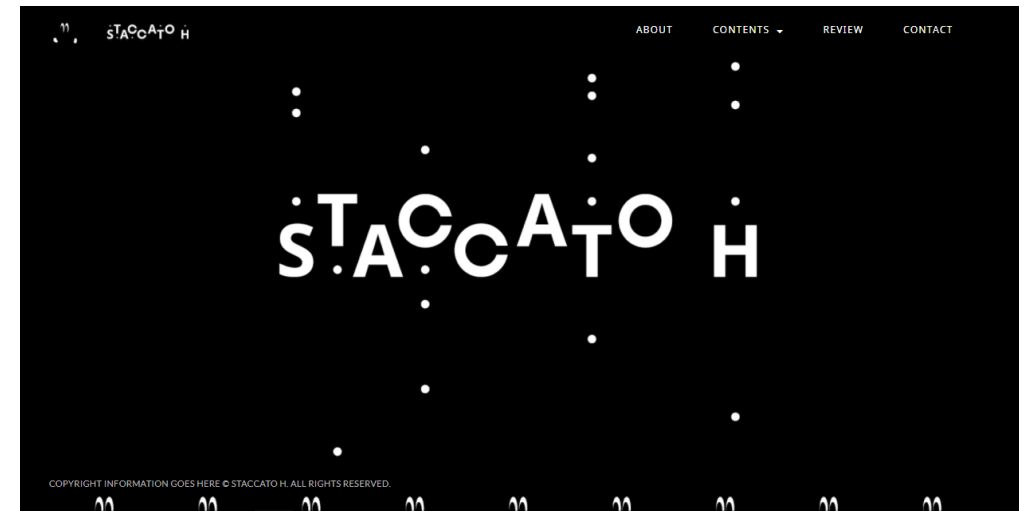 STACCATO H
ABOUT
CONTENTS
REVIEW
CONTACT
STACCATO H
COPYRIGHT INFORMATION GOES HERE © STACCATO H. ALL RIGHTS RESERVED.